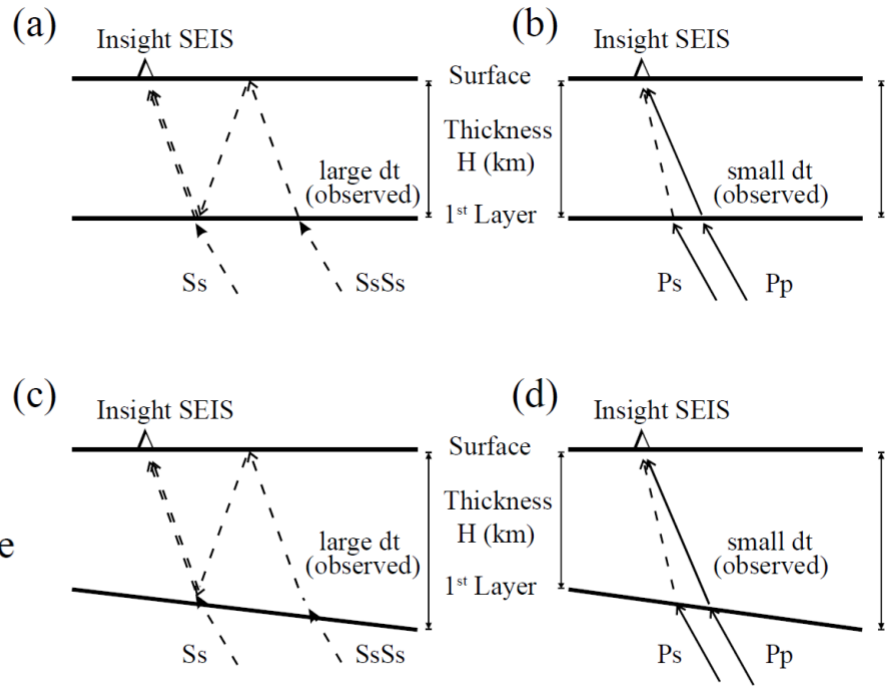 (a)
Insight SEIS
Surface
Thickness
H (km)
large dt
(observed)
1st Layer
Ss
SsSs
(b)
Insight SEIS
small dt
(observed)
Ps
Pp
(c)
Insight SEIS
Surface
Thickness
H (km)
large dt
(observed)
1st Layer
Ss
SsSs
e
(d)
Insight SEIS
small dt
(observed)
Ps
Pp